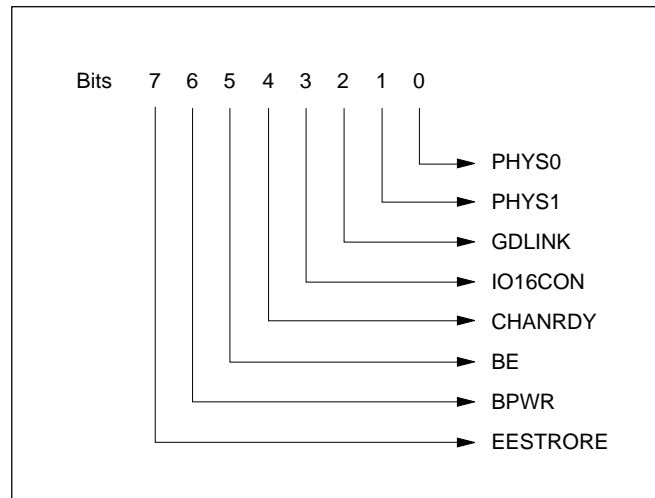 Bits 7 6 5 4 3 2 1 0
PHYS0
PHYS1
GDLINK
IO16CON
CHANRDY
BE
BPWR
EESTRORE